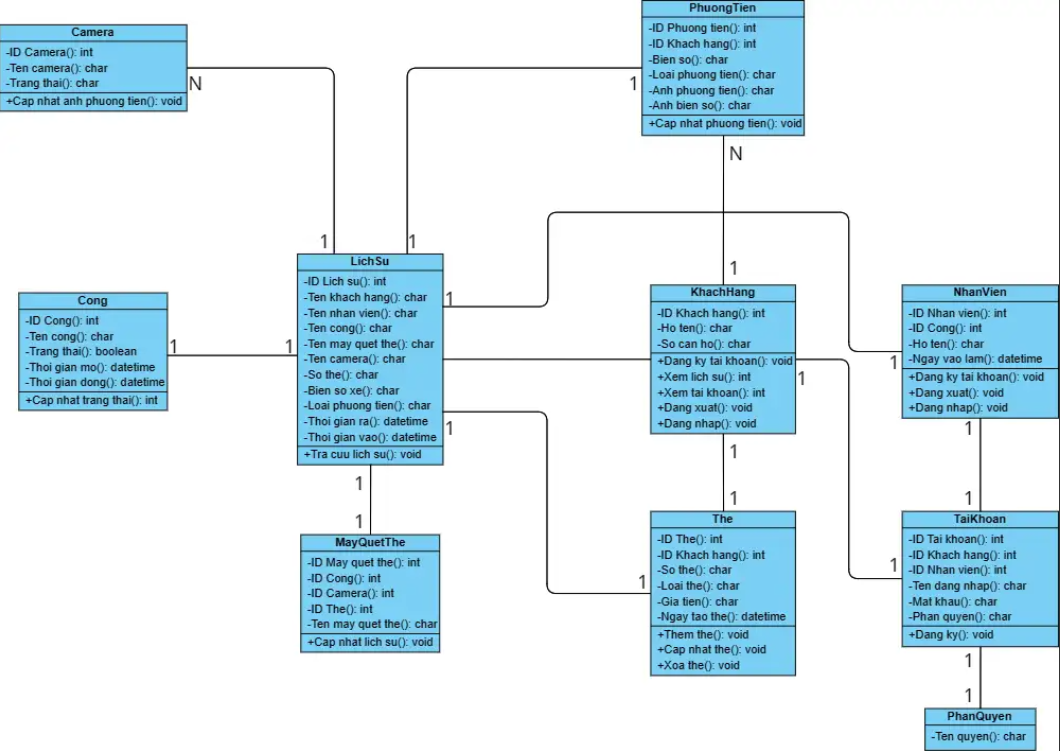 Camera
-ID Camera(): int
-Ten camera(): char
-Trang thai(): char
+Cap nhat anh phuong tien(): void
N
PhuongTien
-ID Phuong tien(): int
-ID Khach hang(): int
-Bien so(): char
-Loai phuong tien(): char
-Anh phuong tien(): char
-Anh bien so(): char
+Cap nhat phuong tien(): void
1
N
1
1
1
LichSu
-ID Lich su(): int
-Ten khach hang(): char
-Ten nhan vien(): char
-Ten cong(): char
-Ten may quet the(): char
-Ten camera(): char
-So the(): char
-Bien so xe(): char
-Loai phuong tien(): char
-Thoi gian ra(): datetime
-Thoi gian vao(): datetime
+Tra cuu lich su(): void
1
1
1
1
Cong
-ID Cong(): int
-Ten cong(): char
-Trang thai(): boolean
-Thoi gian mo(): datetime
-Thoi gian dong(): datetime
+Cap nhat trang thai(): int
1
KhachHang
-ID Khach hang(): int
-Ho ten(): char
-So can ho(): char
+Dang ky tai khoan(): void
+Xem lich su(): int
+Xem tai khoan(): int
+Dang xuat(): void
+Dang nhap(): void
1
1
NhanVien
-ID Nhan vien(): int
-ID Cong(): int
-Ho ten(): char
-Ngay vao lam(): datetime
+Dang ky tai khoan(): void
+Dang xuat(): void
+Dang nhap(): void
1
1
1
MayQuetThe
-ID May quet the(): int
-ID Cong(): int
-ID Camera(): int
-ID The(): int
-Ten may quet the(): char
+Cap nhat lich su(): void
1
1
The
-ID The(): int
-ID Khach hang(): int
-So the(): char
-Loai the(): char
-Gia tien(): char
-Ngay tao the(): datetime
+Them the(): void
+Cap nhat the(): void
+Xoa the(): void
1
1
TaiKhoan
-ID Tai khoan(): int
-ID Khach hang(): int
-ID Nhan vien(): int
-Ten dang nhap(): char
-Mat khau(): char
-Phan quyen(): char
+Dang ky(): void
1
1
PhanQuyen
-Ten quyen(): char